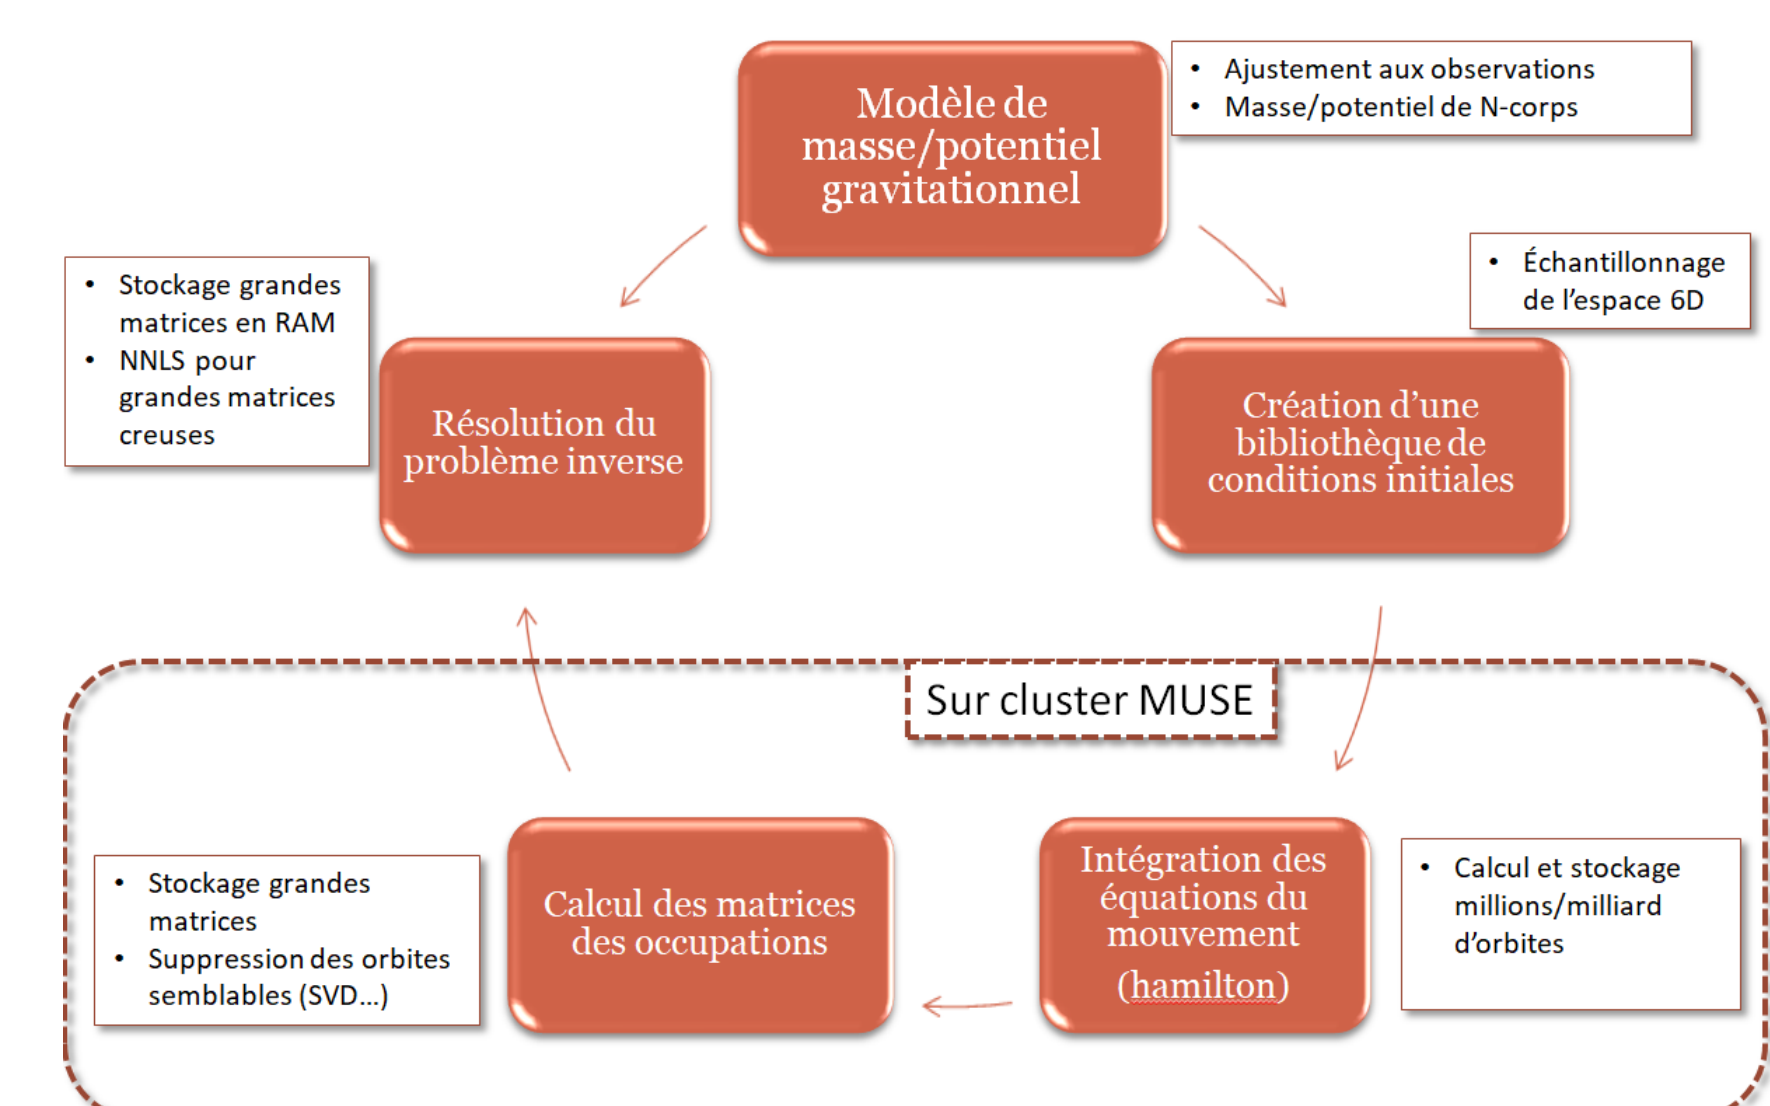 Modèle de
masse/potentiel
gravitationnel
• Ajustement aux observations
• Masse/potentiel de N-corps
• Échantillonnage
de l'espace 6D
Création d'une
bibliothèque de
conditions initiales
• Stockage grandes
matrices en RAM
• NNLS pour
grandes matrices
creuses
Résolution du
problème inverse
Sur cluster MUSE
Intégration des
équations du
mouvement
(hamilton)
• Calcul et stockage
millions/milliard
d'orbites
Calcul des matrices
des occupations
• Stockage grandes
matrices
• Suppression des orbites
semblables (SVD...)